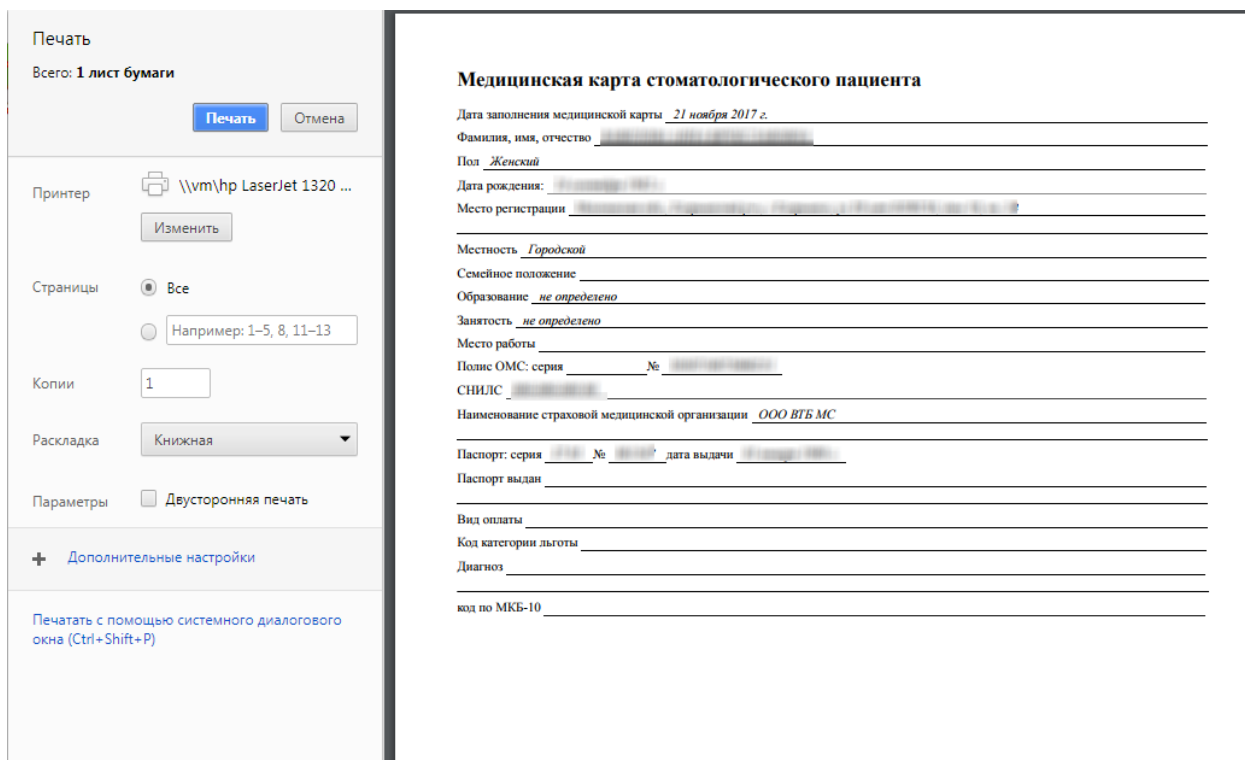 Печать
Всего: 1 лист бумаги
Печать Отмена
Принтер \\vm\hp LaserJet 1320 ...
Изменить
Страницы Все
Например: 1–5, 8, 11–13
Копии 1
Раскладка Книжная
Параметры Двусторонняя печать
+ Дополнительные настройки
Печатать с помощью системного диалогового
окна (Ctrl+Shift+P)
Медицинская карта стоматологического пациента
Дата заполнения медицинской карты 21 ноября 2017 г.
Фамилия, имя, отчество
Пол Женский
Дата рождения:
Место регистрации
Местность Городской
Семейное положение
Образование не определено
Занятость не определено
Место работы
Полис ОМС: серия №
СНИЛС
Наименование страховой медицинской организации ООО ВТБ МС
Паспорт: серия № дата выдачи
Паспорт выдан
Вид оплаты
Код категории льготы
Диагноз
код по МКБ-10